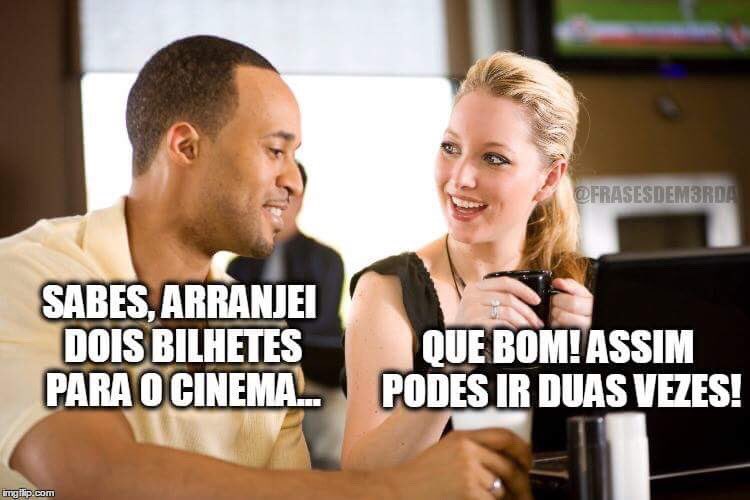 @FRASESDEM3RDA
SABES, ARRANJEI
DOIS BILHETES
PARA O CINEMA...
QUE BOM! ASSIM
PODES IR DUAS VEZES!
imgflip.com